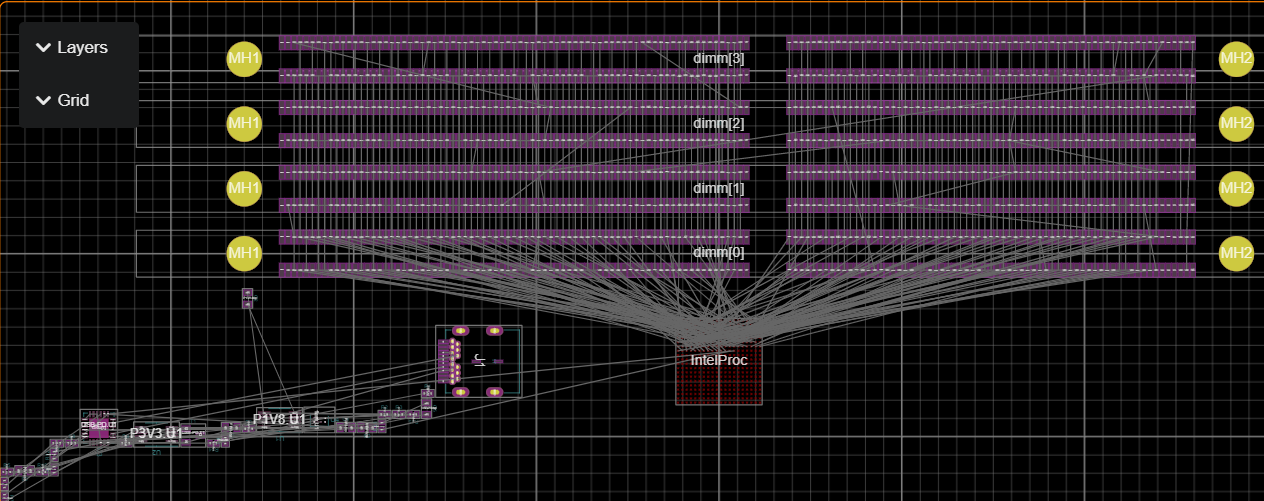 Layers
Grid
MH1
dimm[3]
MH2
MH1
dimm[2]
MH2
MH1
dimm[1]
MH2
MH1
dimm[0]
MH2
IntelProc
P1V8 U1
P3V3 U1